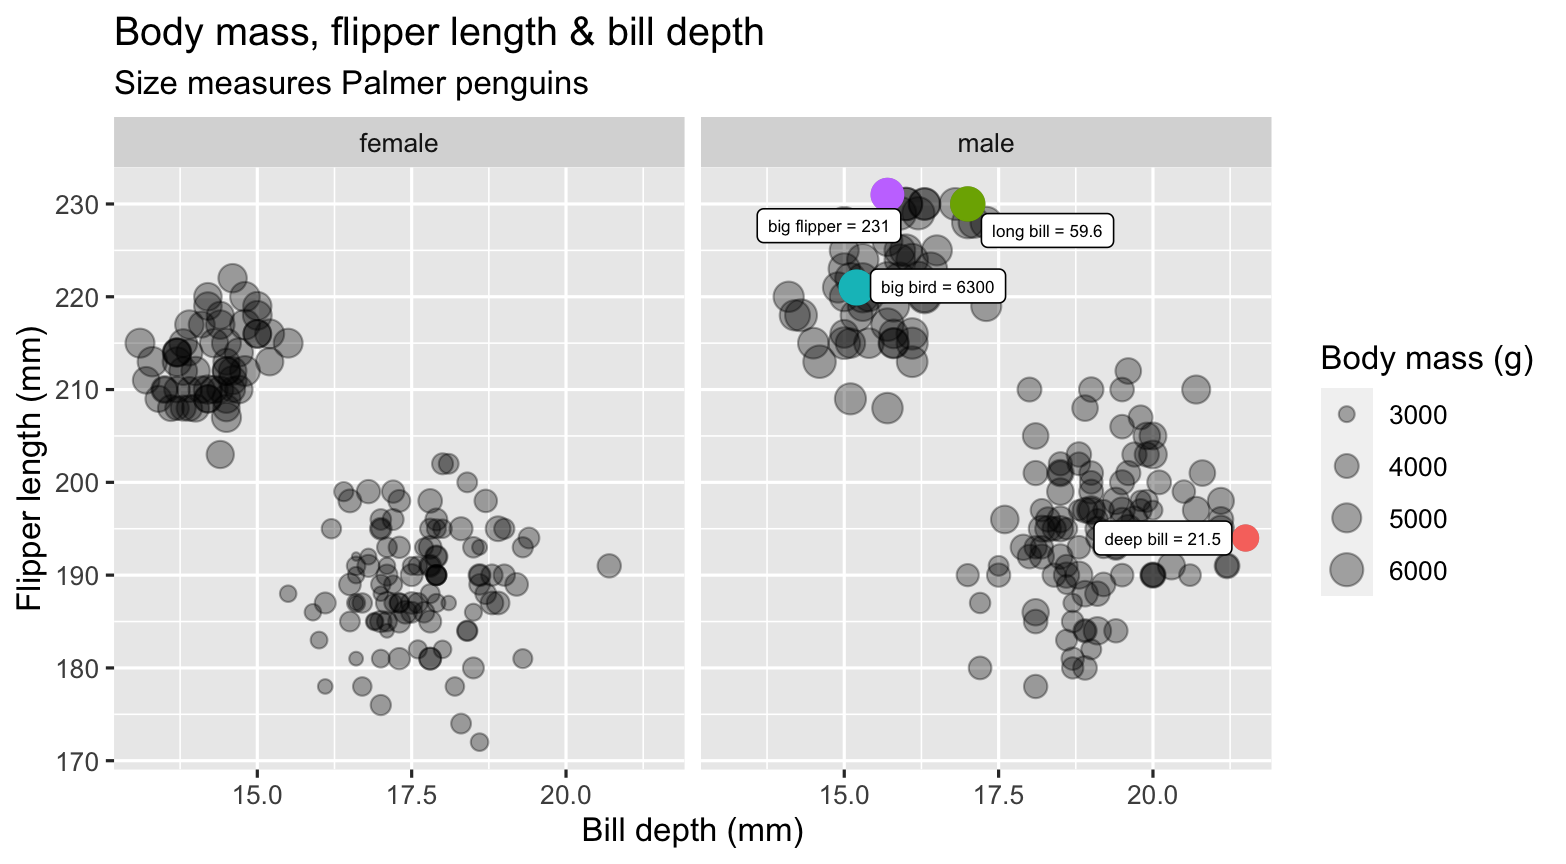 Body mass, flipper length & bill depth
Size measures Palmer penguins
female
male
230
220
210
200
190
180
170
Flipper length (mm)
big flipper = 231
long bill = 59.6
big bird = 6300
deep bill = 21.5
15.0 17.5 20.0
15.0 17.5 20.0
Bill depth (mm)
Body mass (g)
3000
4000
5000
6000